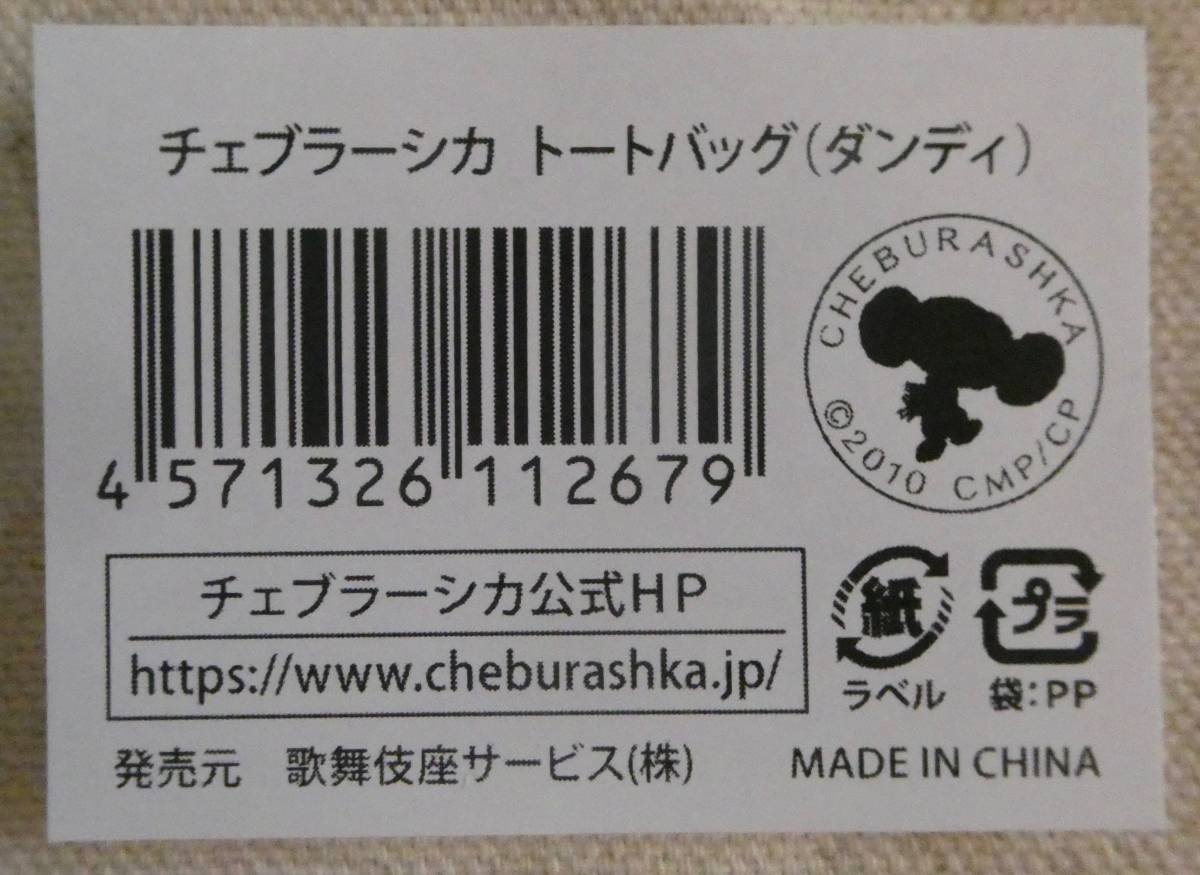 チェブラーシカ トートバッグ(ダンディ)
4 571326 112679
CHEBURASHKA
©2010 CMP/CP
チェブラーシカ公式HP
https://www.cheburashka.jp/
紙
ラベル
プラ
袋:PP
発売元 歌舞伎座サービス(株)
MADE IN CHINA